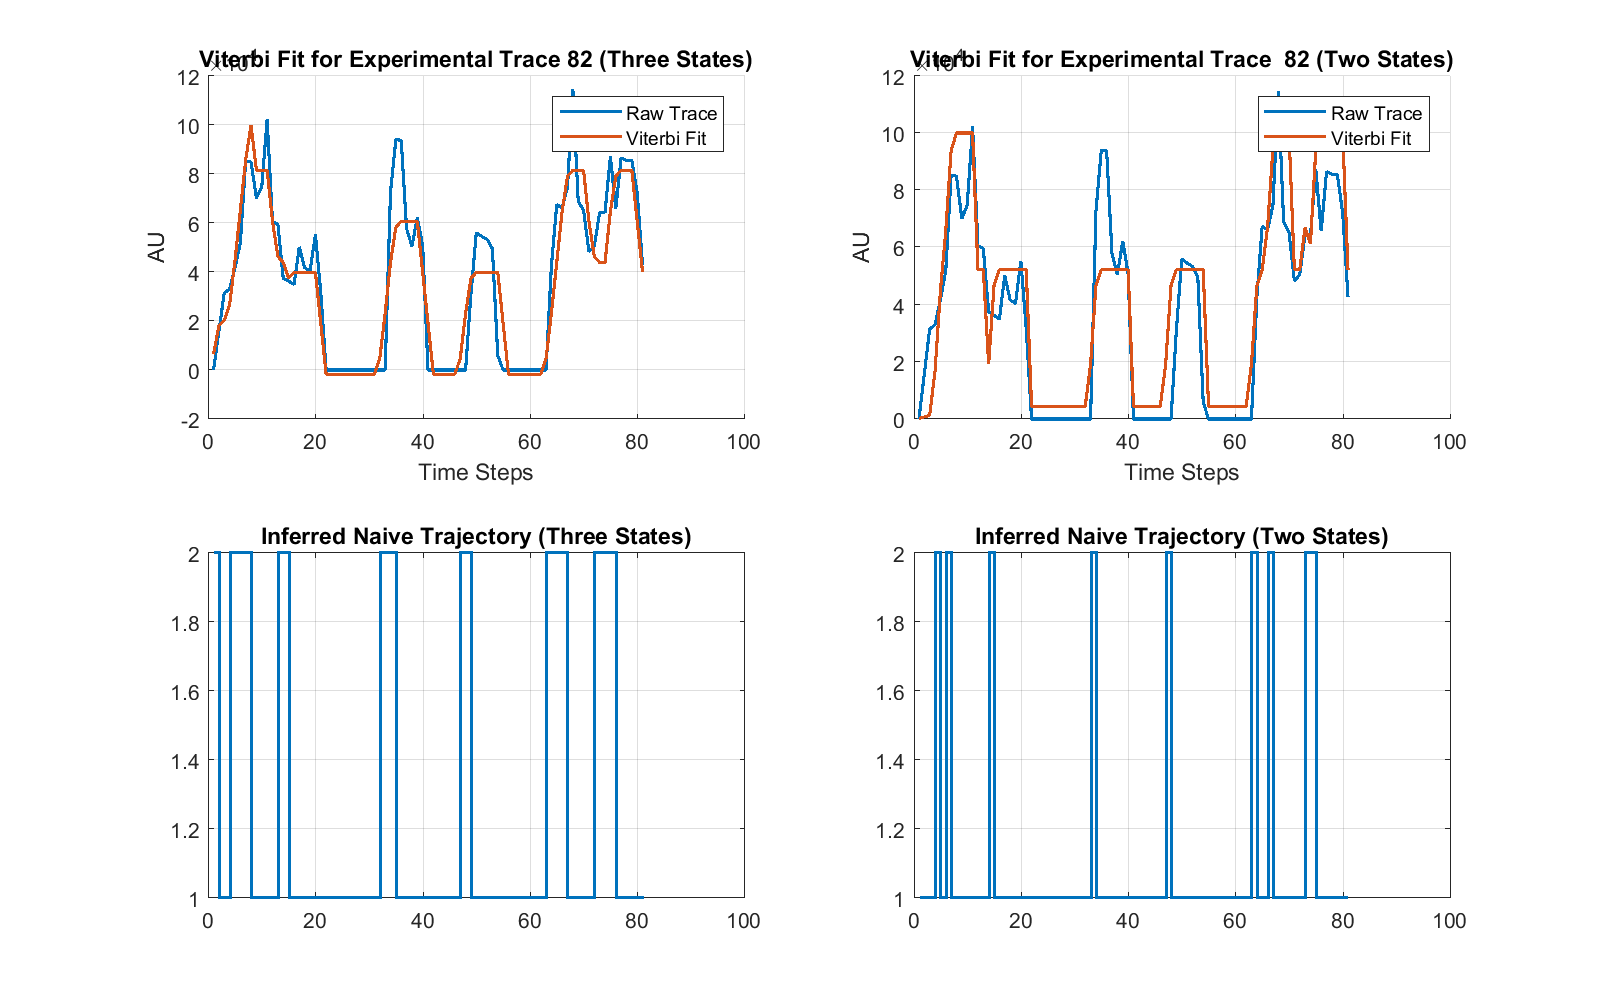 Viterbi Fit for Experimental Trace 82 (Three States)
12
10
8
6
4
2
0
-2
AU
0 20 40 60 80 100
Time Steps
Raw Trace
Viterbi Fit
Viterbi Fit for Experimental Trace 82 (Two States)
12
10
8
6
4
2
0
AU
0 20 40 60 80 100
Time Steps
Raw Trace
Viterbi Fit
Inferred Naive Trajectory (Three States)
2
1.8
1.6
1.4
1.2
1
0 20 40 60 80 100
Inferred Naive Trajectory (Two States)
2
1.8
1.6
1.4
1.2
1
0 20 40 60 80 100